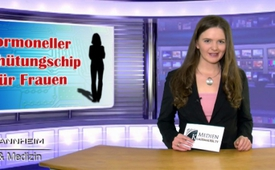 ormoneller
hütungschip
ür Frauen
ANNHEIM
& Medizin
MEDIEN